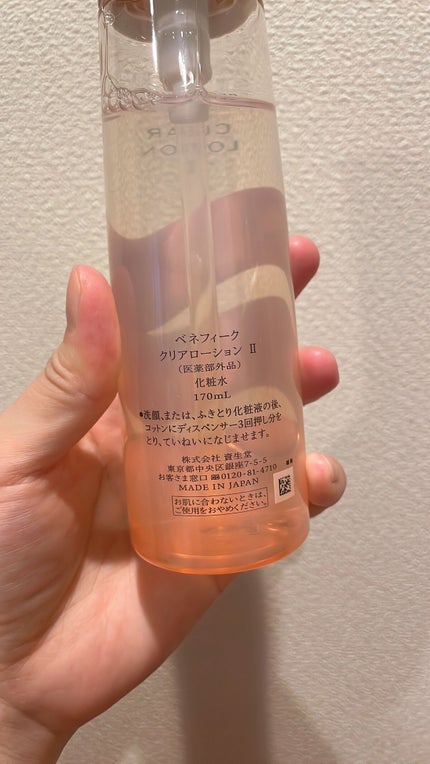 CLEAR
LOTION
ベネフィーク
クリアローション Ⅱ
(医薬部外品)
化粧水
170mL
●洗顔、または、ふきとり化粧液の後、
コットンにディスペンサー3回押し分を
とり、ていねいになじませます。
株式会社 資生堂
東京都中央区銀座7-5-5
お客さま窓口 0120-81-4710
MADE IN JAPAN
お肌に合わないときは、
ご使用をおやめください。